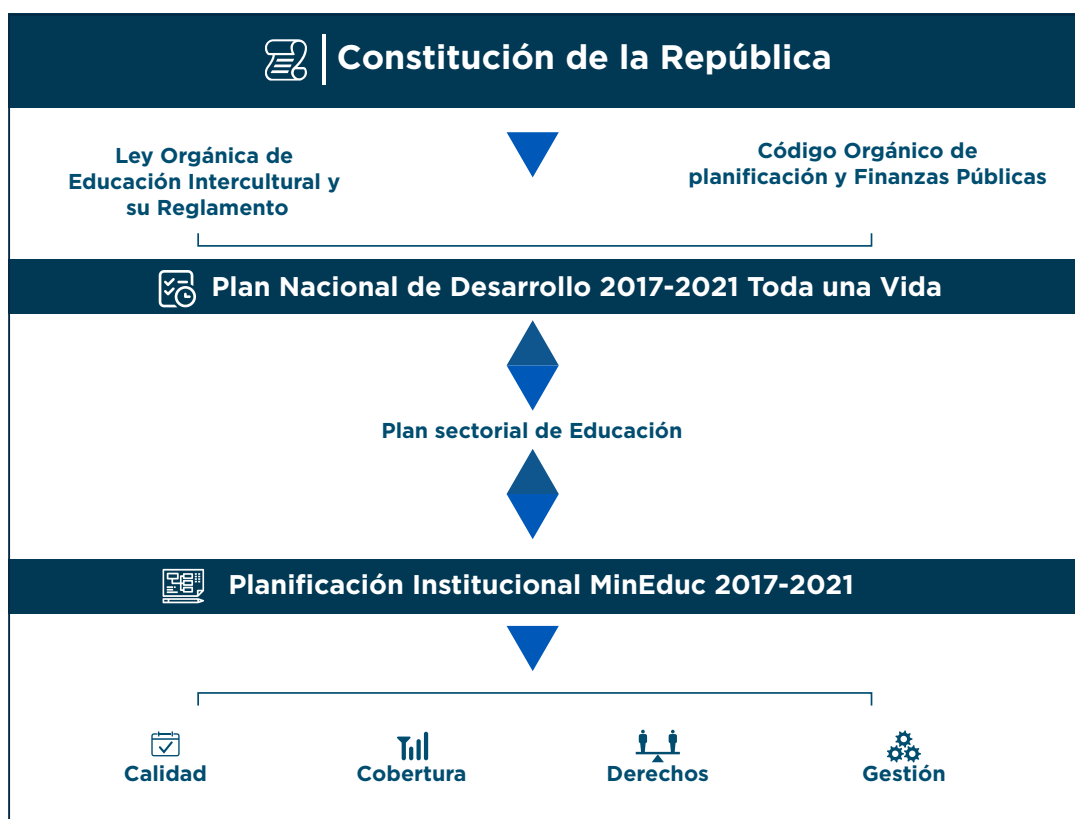 Constitución de la República
Ley Orgánica de
Educación Intercultural y
su Reglamento
Código Orgánico de
planificación y Finanzas Públicas
Plan Nacional de Desarrollo 2017-2021 Toda una Vida
Plan sectorial de Educación
Planificación Institucional MinEduc 2017-2021
Calidad
Cobertura
Derechos
Gestión